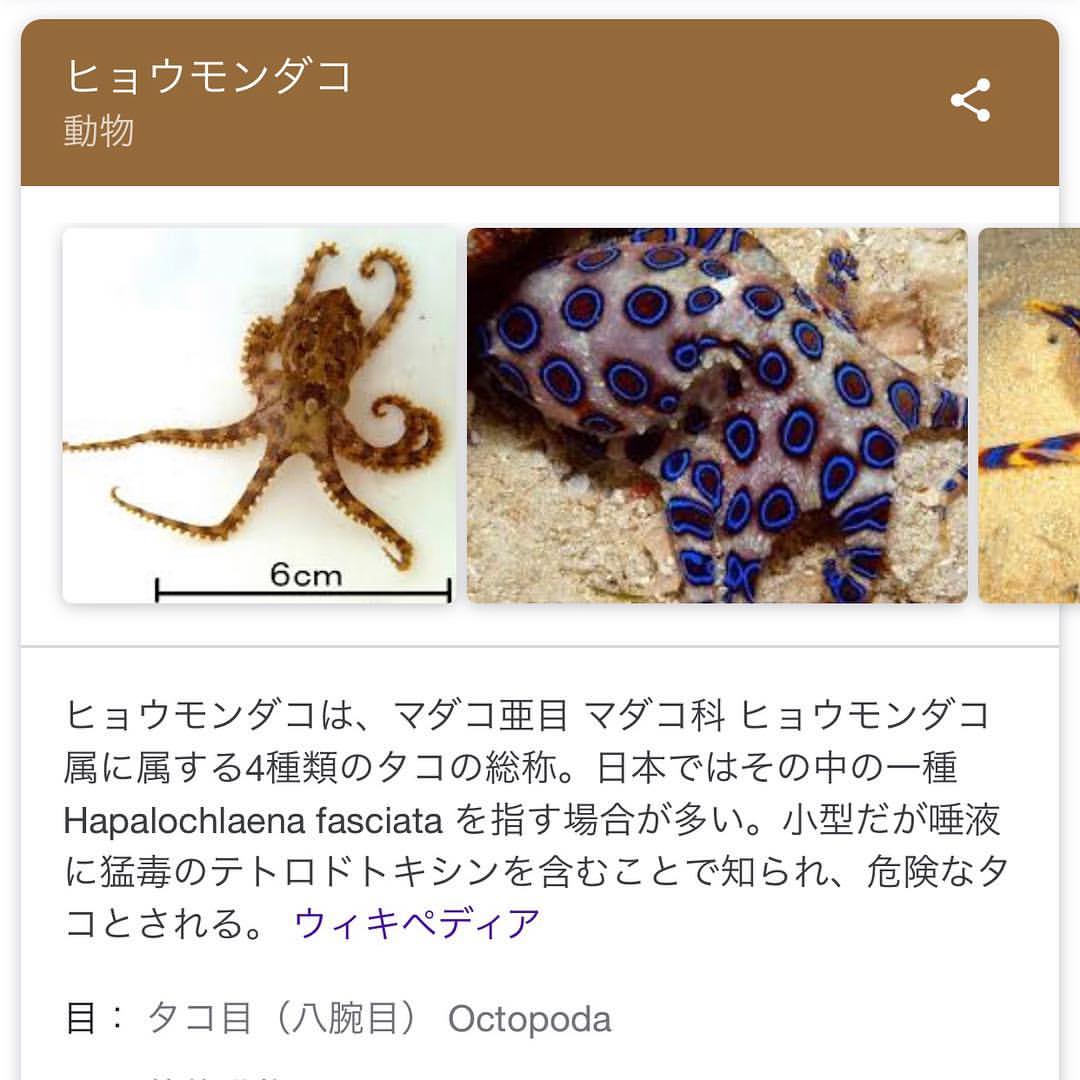 ヒョウモンダコ
動物
6cm
ヒョウモンダコは、マダコ亜目 マダコ科 ヒョウモンダコ
属に属する4種類のタコの総称。日本ではその中の一種
Hapalochlaena fasciata を指す場合が多い。小型だが唾液
に猛毒のテトロドトキシンを含むことで知られ、危険なタ
コとされる。 ウィキペディア
目： タコ目（八腕目） Octopoda